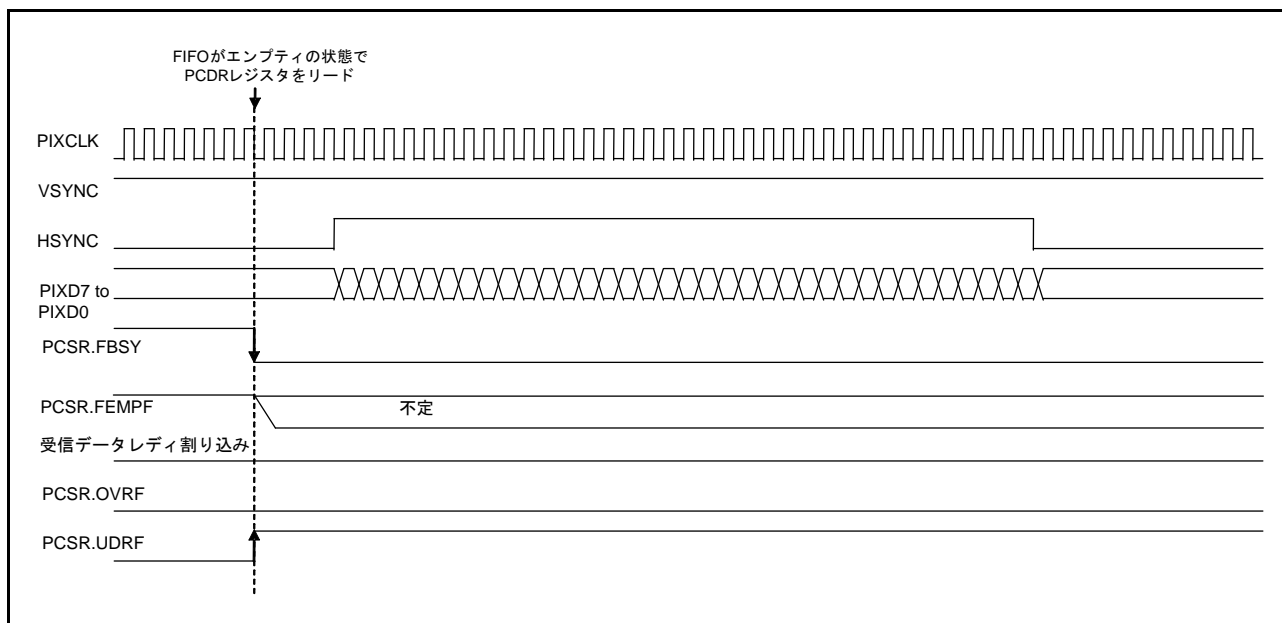 FIFOがエンプティの状態で
PCDRレジスタをリード
PIXCLK
VSYNC
HSYNC
PIXD7 to
PIXD0
PCSR.FBSY
PCSR.FEMPF
不定
受信データレディ割り込み
PCSR.OVRF
PCSR.UDRF